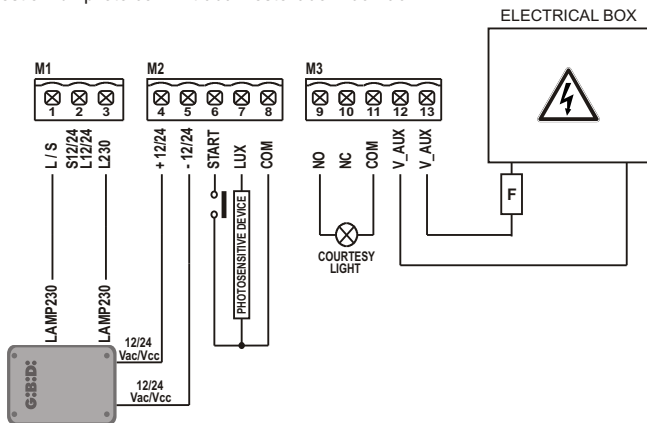 ELECTRICAL BOX
M1
M2
M3
1 2 3
4 5 6 7 8
9 10 11 12 13
L / S
S12/24
L12/24
L230
+ 12/24
- 12/24
START
LUX
COM
NO
NC
COM
V_AUX
V_AUX
F
PHOTOSENSITIVE DEVICE
COURTESY
LIGHT
LAMP230
LAMP230
12/24
Vac/Vcc
12/24
Vac/Vcc
GiBiDi